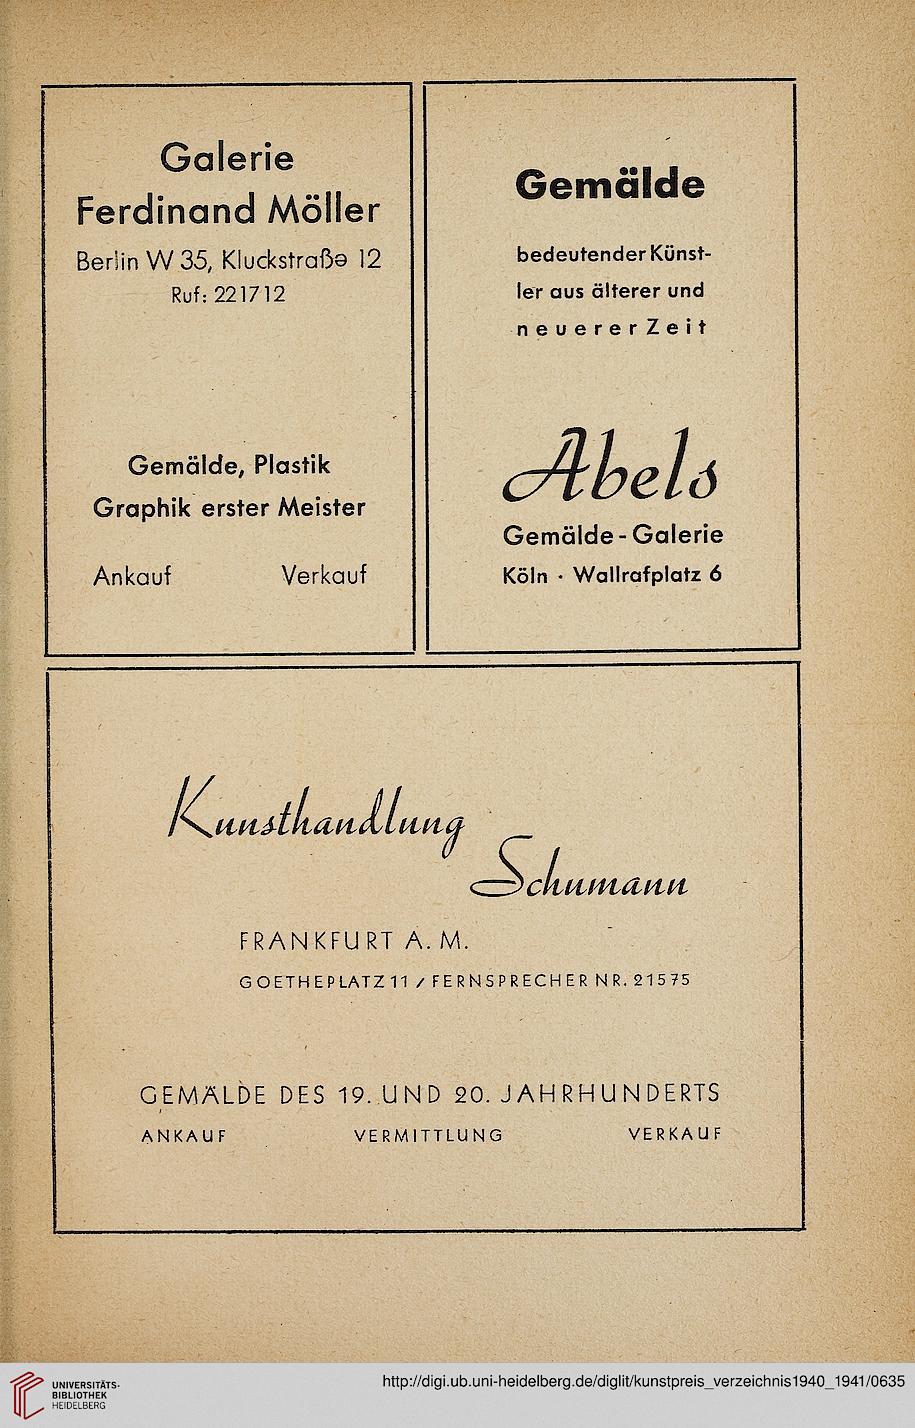 Galerie
Ferdinand Möller
Berlin W 35, Kluckstraße 12
Ruf: 221712
Gemälde, Plastik
Graphik erster Meister
Ankauf Verkauf
Gemälde
bedeutender Künst-
ler aus älterer und
neuerer Zeit
Abels
Gemälde-Galerie
Köln · Wallrafplatz 6
Kunsthandlung
Schumann
FRANKFURT A. M.
GOETHEPLATZ 11 / FERNSPRECHER NR. 21575
GEMÄLDE DES 19. UND 20. JAHRHUNDERTS
ANKAUF VERMITTLUNG VERKAUF
UNIVERSITÄTS-
BIBLIOTHEK
HEIDELBERG
http://digi.ub.uni-heidelberg.de/diglit/kunstpreis_verzeichnis1940_1941/0635